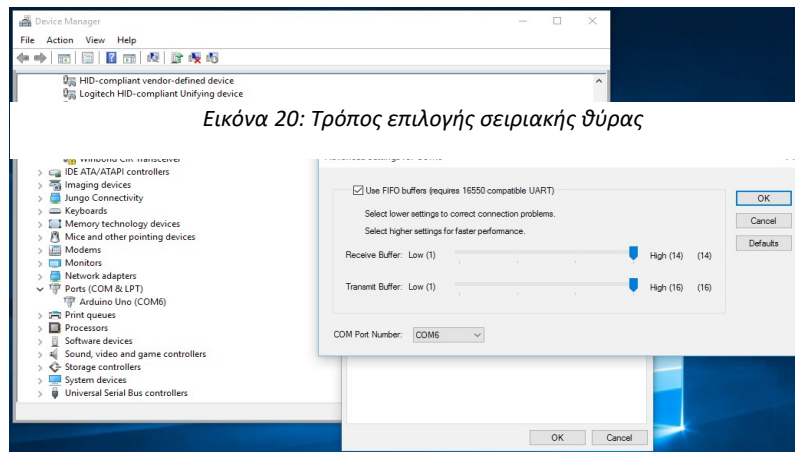 Device Manager
File Action View Help
HID-compliant vendor-defined device
Logitech HID-compliant Unifying device
Εικόνα 20: Τρόπος επιλογής σειριακής θύρας
Winbond CIR Transceiver
IDE ATA/ATAPI controllers
Imaging devices
Jungo Connectivity
Keyboards
Memory technology devices
Mice and other pointing devices
Modems
Monitors
Network adapters
Ports (COM & LPT)
Arduino Uno (COM6)
Print queues
Processors
Software devices
Sound, video and game controllers
Storage controllers
System devices
Universal Serial Bus controllers
Use FIFO buffers (requires 16550 compatible UART)
Select lower settings to correct connection problems.
Select higher settings for faster performance.
Receive Buffer: Low (1) High (14) (14)
Transmit Buffer: Low (1) High (16) (16)
COM Port Number: COM6
OK
Cancel
Defaults
OK Cancel